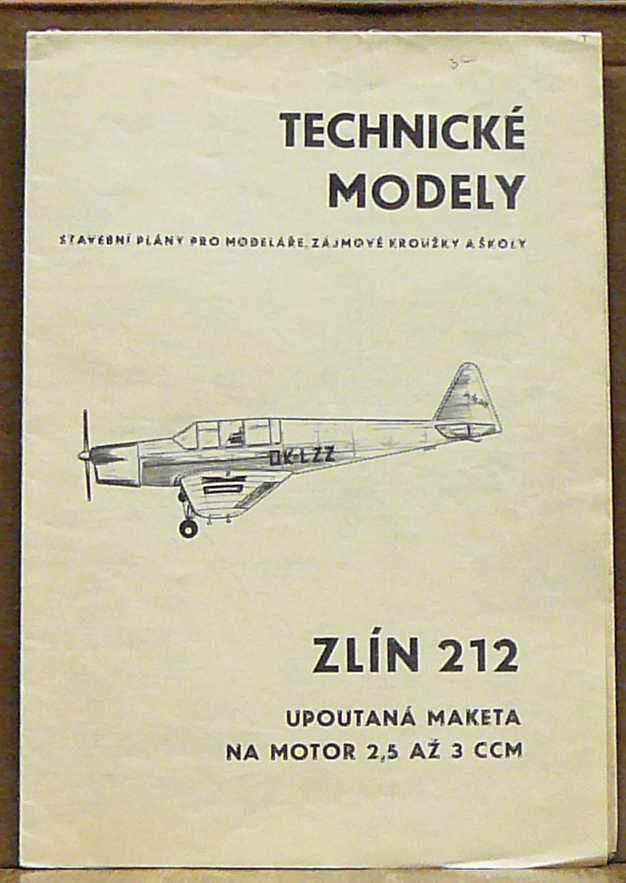 TECHNICKÉ
MODELY
STAVEBNÍ PLÁNY PRO MODELÁŘE, ZÁJMOVÉ KROUŽKY A ŠKOLY
OK-LZZ
ZLÍN 212
UPOUTANÁ MAKETA
NA MOTOR 2,5 AŽ 3 CCM